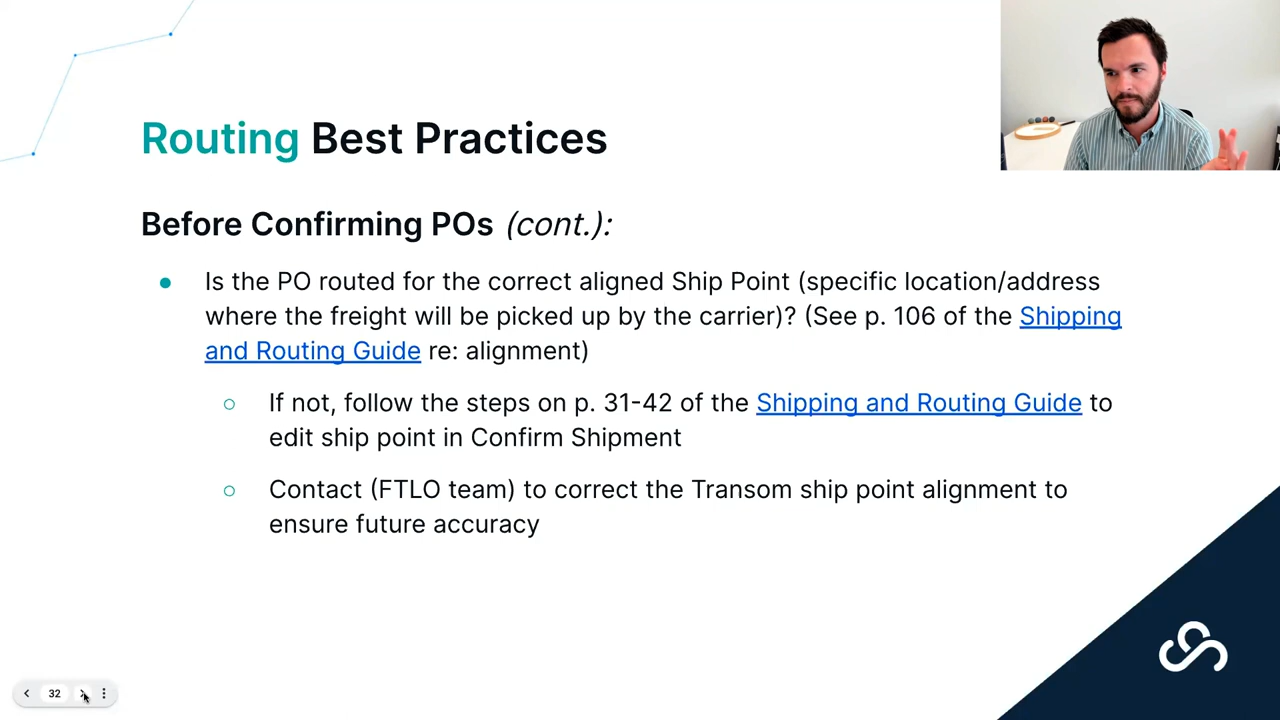 Routing Best Practices
Before Confirming POs (cont.):
Is the PO routed for the correct aligned Ship Point (specific location/address
where the freight will be picked up by the carrier)? (See p. 106 of the Shipping
and Routing Guide re: alignment)
If not, follow the steps on p. 31-42 of the Shipping and Routing Guide to
edit ship point in Confirm Shipment
Contact (FTLO team) to correct the Transom ship point alignment to
ensure future accuracy
32